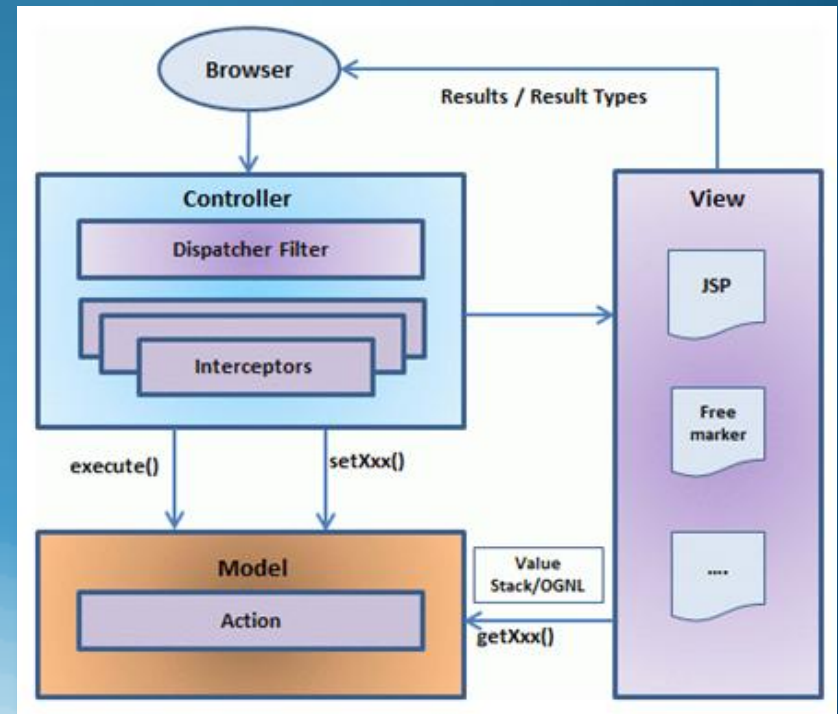 Browser
Results / Result Types
Controller
Dispatcher Filter
Interceptors
execute()
setXxx()
Model
Action
Value
Stack/OGNL
getXxx()
View
JSP
Free
marker
....